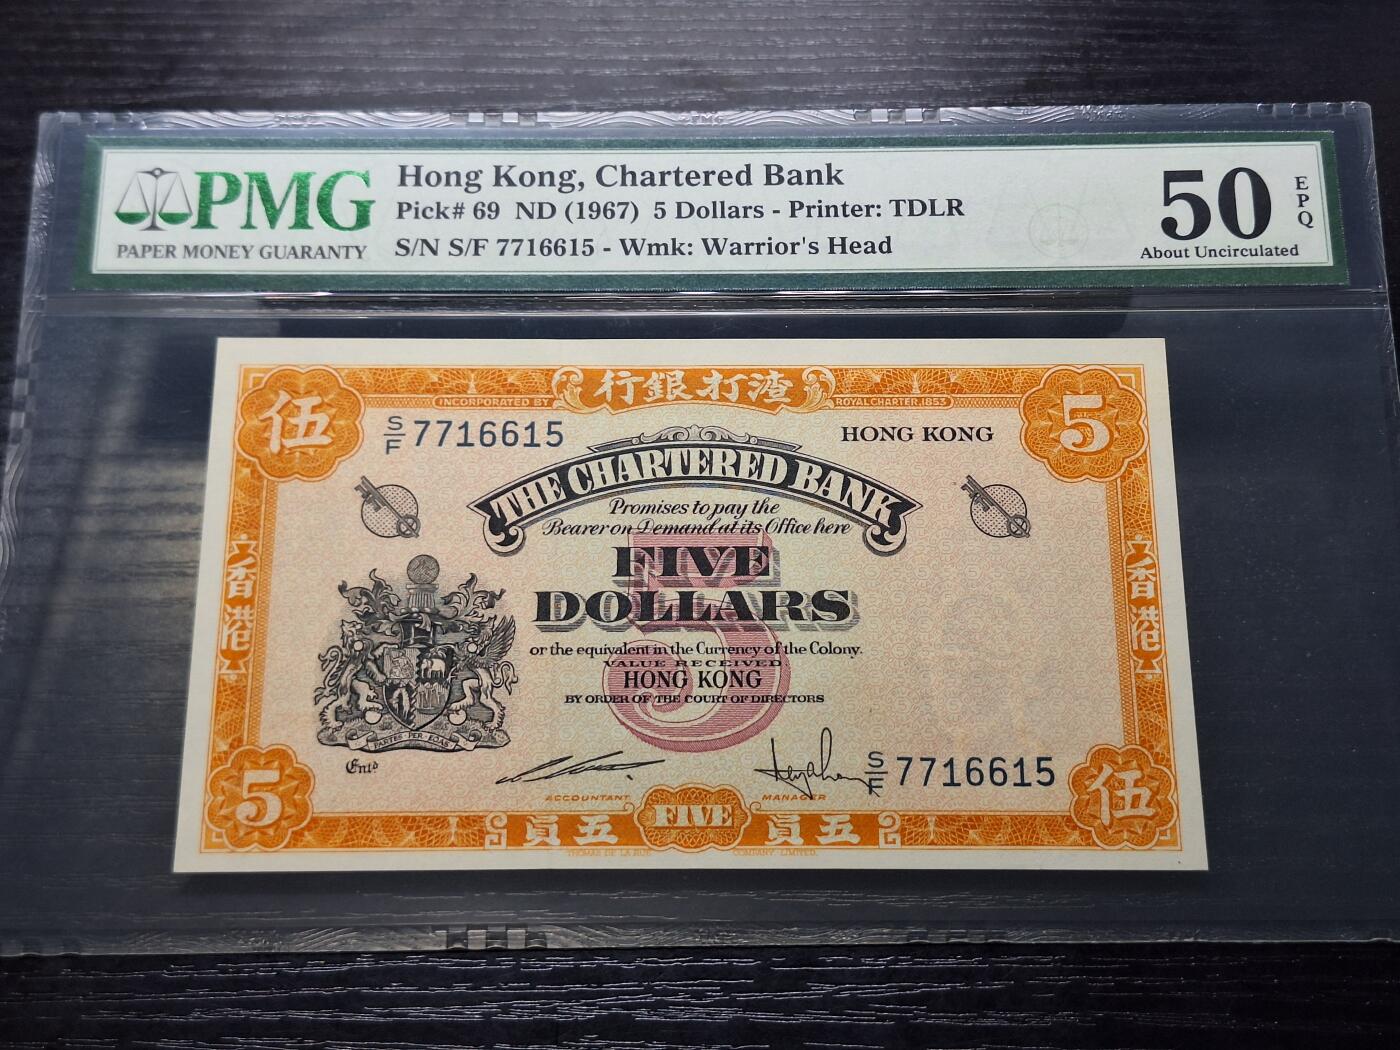 PMG
PAPER MONEY GUARANTY
Hong Kong, Chartered Bank
Pick# 69 ND (1967) 5 Dollars - Printer: TDLR
S/N S/F 7716615 - Wmk: Warrior's Head
50
EPQ
About Uncirculated
行銀打渣
INCORPORATED BY ROYAL CHARTER, 1853
伍
5
S/F 7716615
HONG KONG
THE CHARTERED BANK
Promises to pay the
Bearer on Demand at its Office here
5
FIVE
DOLLARS
or the equivalent in the Currency of the Colony.
VALUE RECEIVED
HONG KONG
BY ORDER OF THE COURT OF DIRECTORS
香港
香港
Entd
S/F 7716615
ACCOUNTANT
MANAGER
5
員五
FIVE
員五
伍
THOMAS DE LA RUE COMPANY, LIMITED.